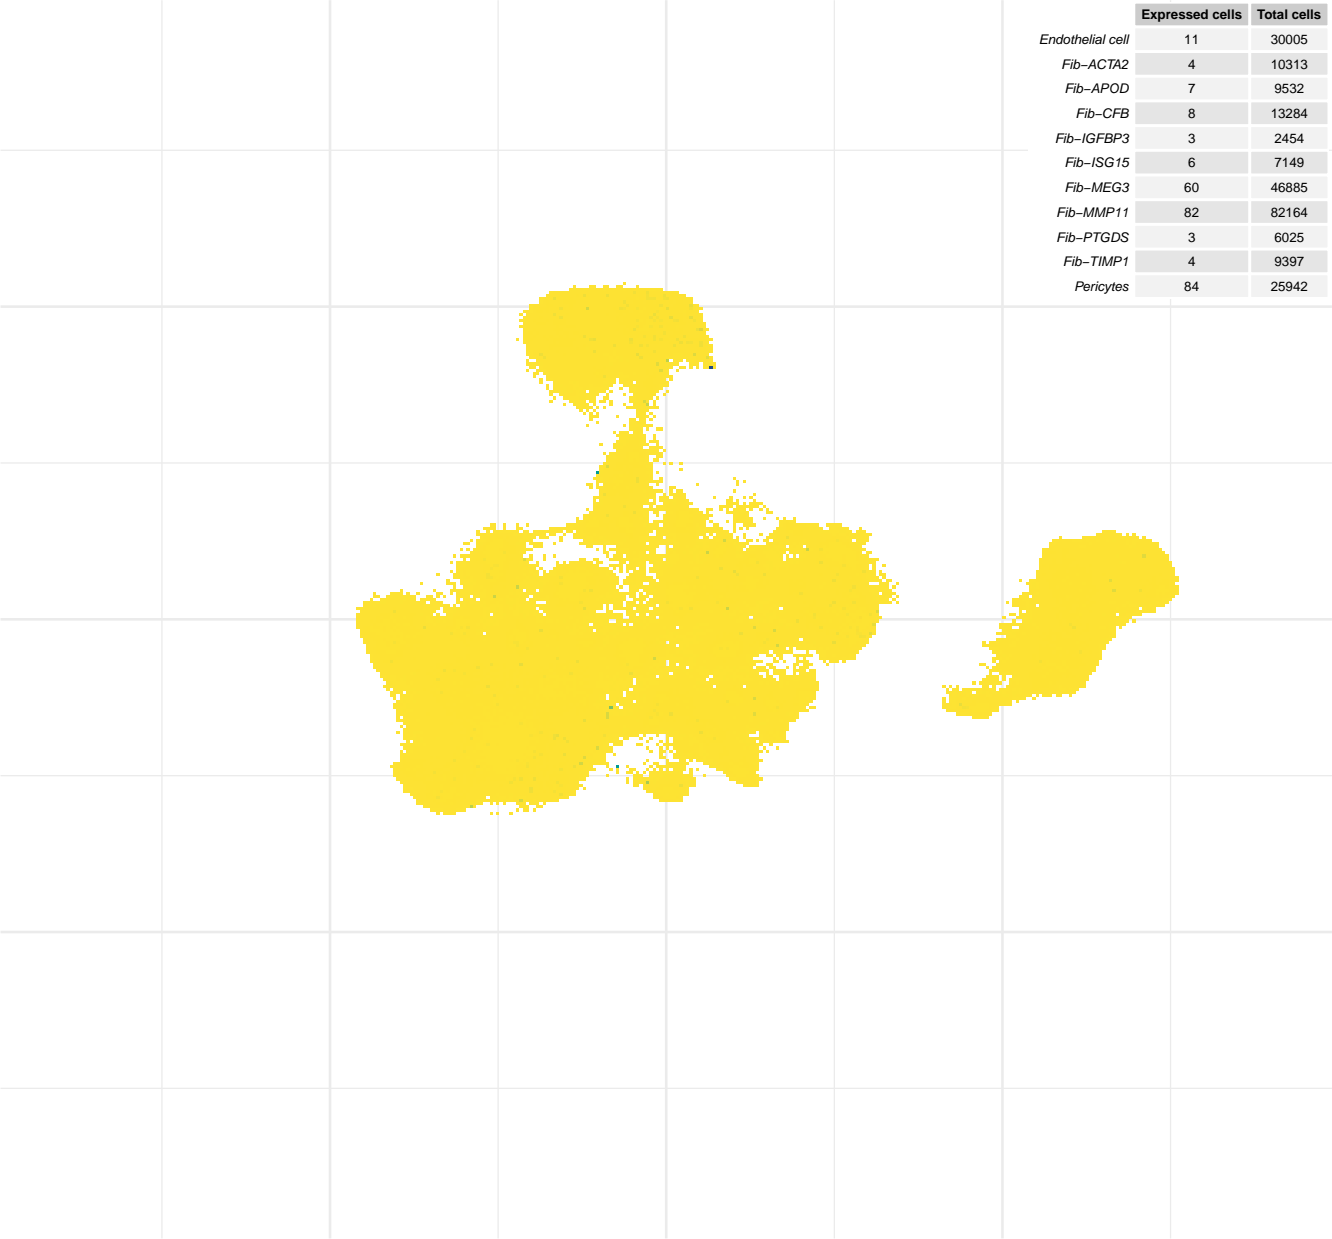 Expressed cells Total cells
Endothelial cell 11 30005
Fib−ACTA2 4 10313
Fib−APOD 7 9532
Fib−CFB 8 13284
Fib−IGFBP3 3 2454
Fib−ISG15 6 7149
Fib−MEG3 60 46885
Fib−MMP11 82 82164
Fib−PTGDS 3 6025
Fib−TIMP1 4 9397
Pericytes 84 25942